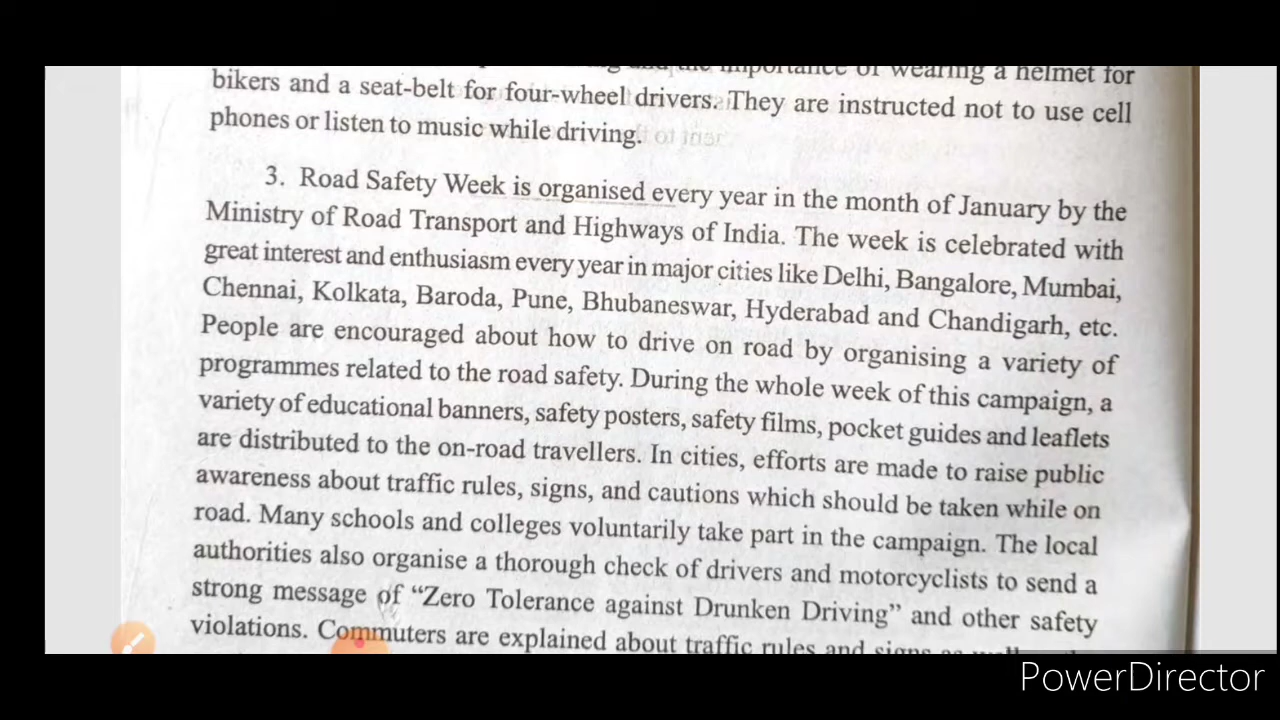 importance of wearing a helmet for
bikers and a seat-belt for four-wheel drivers. They are instructed not to use cell
phones or listen to music while driving.
3. Road Safety Week is organised every year in the month of January by the
Ministry of Road Transport and Highways of India. The week is celebrated with
great interest and enthusiasm every year in major cities like Delhi, Bangalore, Mumbai,
Chennai, Kolkata, Baroda, Pune, Bhubaneswar, Hyderabad and Chandigarh, etc.
People are encouraged about how to drive on road by organising a variety of
programmes related to the road safety. During the whole week of this campaign, a
variety of educational banners, safety posters, safety films, pocket guides and leaflets
are distributed to the on-road travellers. In cities, efforts are made to raise public
awareness about traffic rules, signs, and cautions which should be taken while on
road. Many schools and colleges voluntarily take part in the campaign. The local
authorities also organise a thorough check of drivers and motorcyclists to send a
strong message of “Zero Tolerance against Drunken Driving” and other safety
violations. Commuters are explained about traffic rules and signs as well
PowerDirector